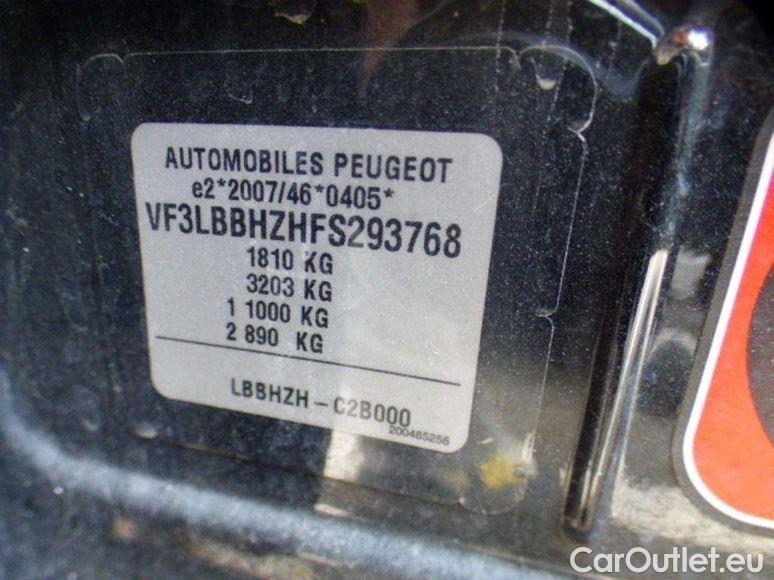 AUTOMOBILES PEUGEOT
e2*2007/46*0405*
VF3LBBHZHFS293768
1810 KG
3203 KG
1 1000 KG
2 890 KG
LBBHZH - C2B000
200485256
CarOutlet.eu